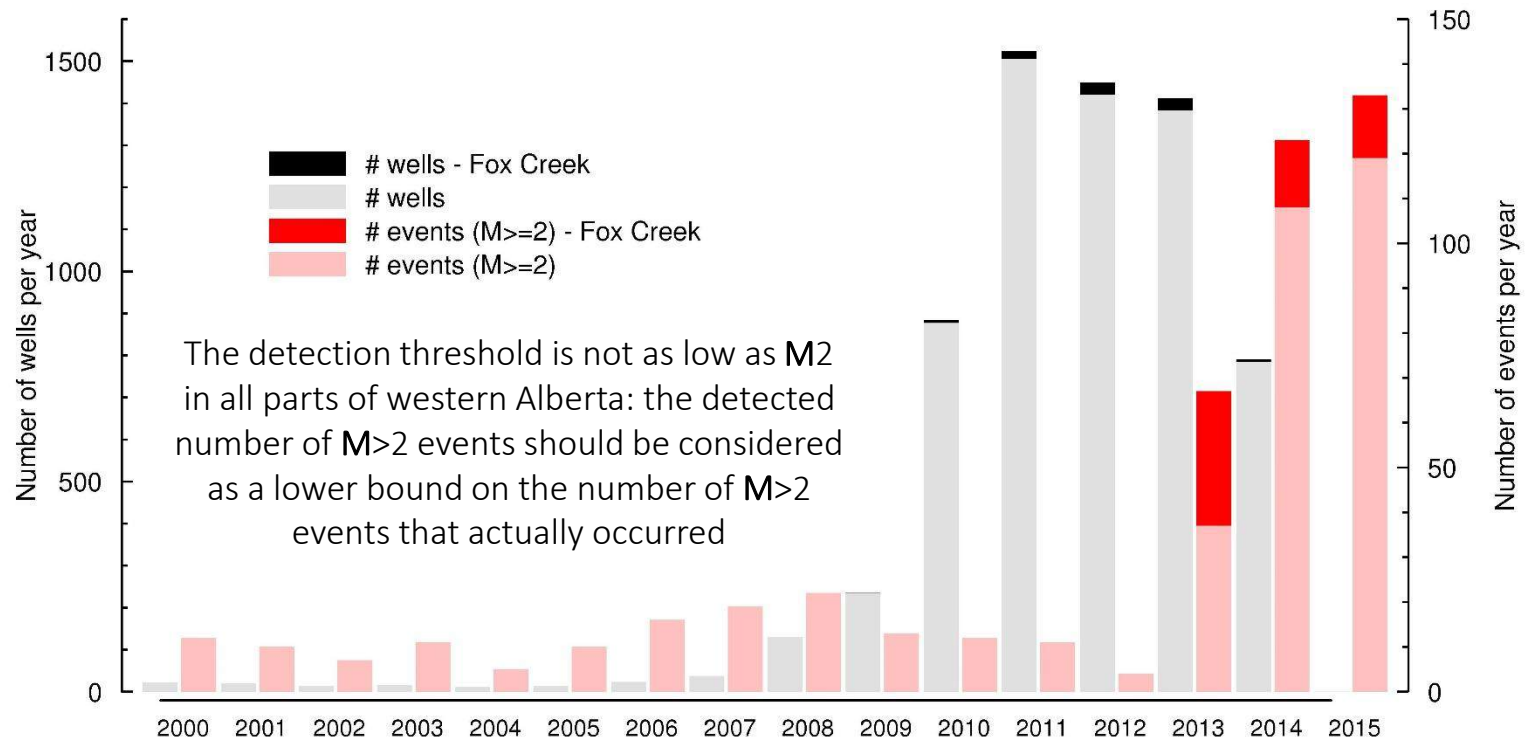 Number of wells per year
1500
1000
500
0
# wells - Fox Creek
# wells
# events (M>=2) - Fox Creek
# events (M>=2)
The detection threshold is not as low as M2
in all parts of western Alberta: the detected
number of M>2 events should be considered
as a lower bound on the number of M>2
events that actually occurred
150
100
50
0
Number of events per year
2000 2001 2002 2003 2004 2005 2006 2007 2008 2009 2010 2011 2012 2013 2014 2015